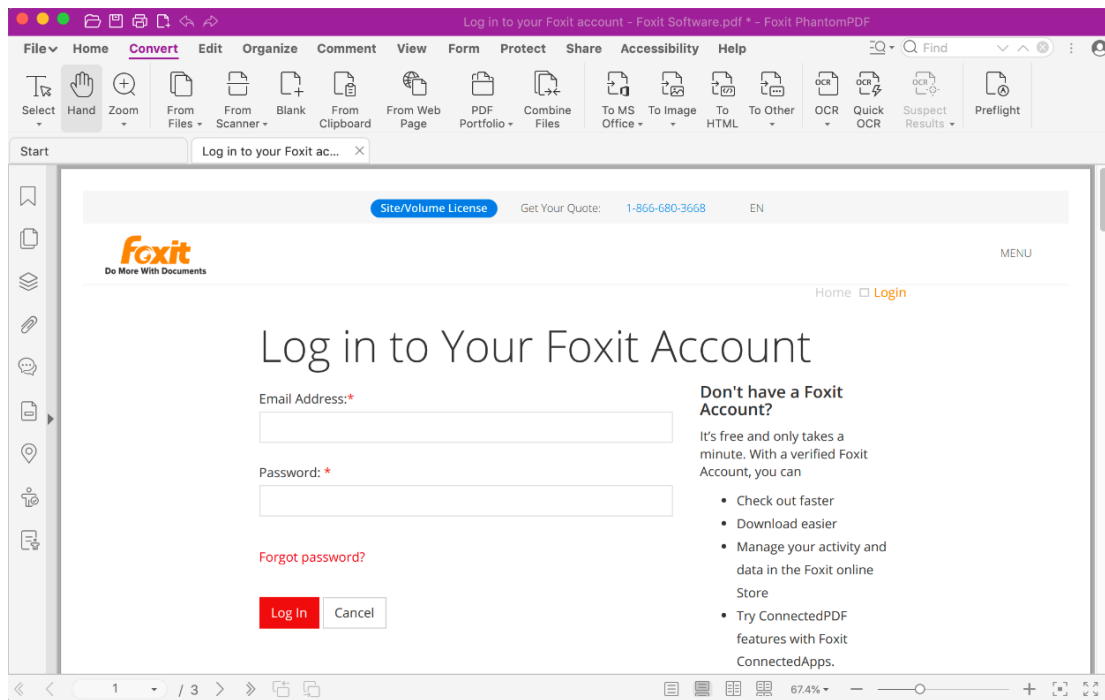 Log in to your Foxit account - Foxit Software.pdf * - Foxit PhantomPDF
File Home Convert Edit Organize Comment View Form Protect Share Accessibility Help Find
Select Hand Zoom From Files From Scanner Blank From Clipboard From Web Page PDF Portfolio Combine Files To MS Office To Image To HTML To Other OCR OCR Quick OCR OCR Suspect Results Preflight
Start Log in to your Foxit ac...
Site/Volume License Get Your Quote: 1-866-680-3668 EN
Foxit
Do More With Documents
MENU
Home Login
Log in to Your Foxit Account
Email Address:*
Password: *
Forgot password?
Log In Cancel
Don't have a Foxit
Account?
It's free and only takes a
minute. With a verified Foxit
Account, you can
• Check out faster
• Download easier
• Manage your activity and
data in the Foxit online
Store
• Try ConnectedPDF
features with Foxit
ConnectedApps.
1 / 3 67.4%